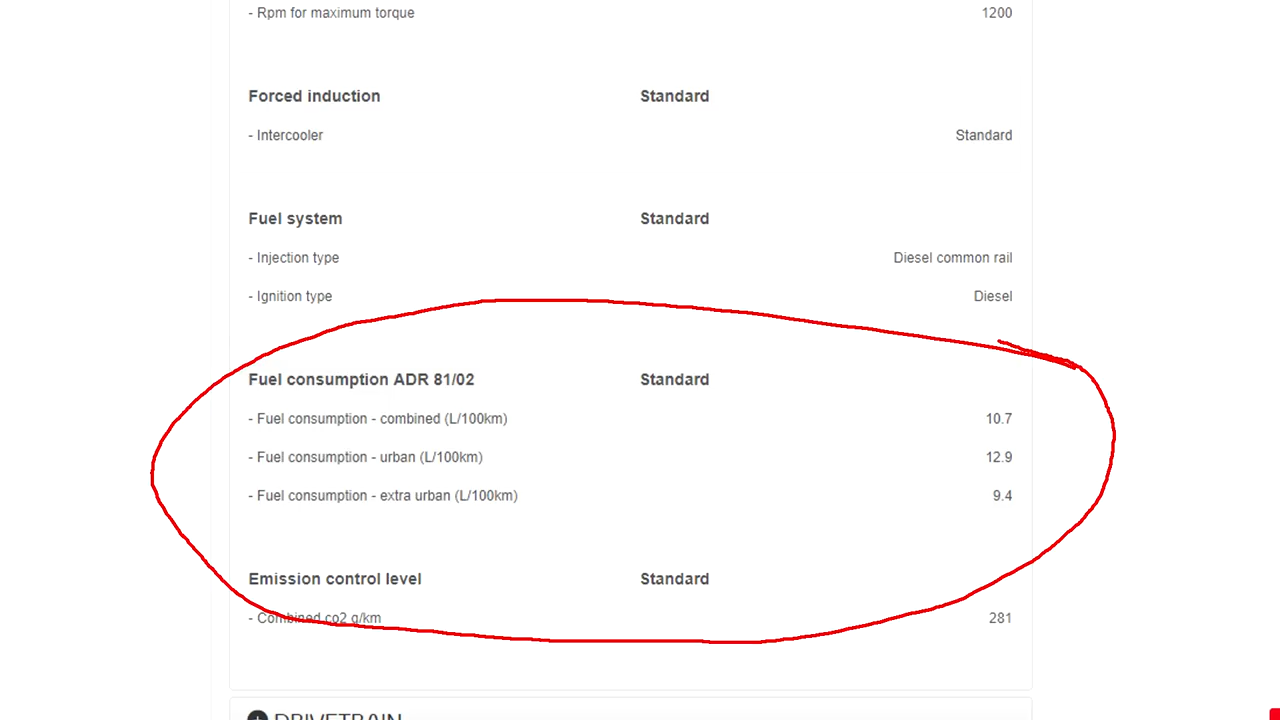 - Rpm for maximum torque 1200
Forced induction Standard
- Intercooler Standard
Fuel system Standard
- Injection type Diesel common rail
- Ignition type Diesel
Fuel consumption ADR 81/02 Standard
- Fuel consumption - combined (L/100km) 10.7
- Fuel consumption - urban (L/100km) 12.9
- Fuel consumption - extra urban (L/100km) 9.4
Emission control level Standard
- Combined co2 g/km 281
DRIVETRAIN